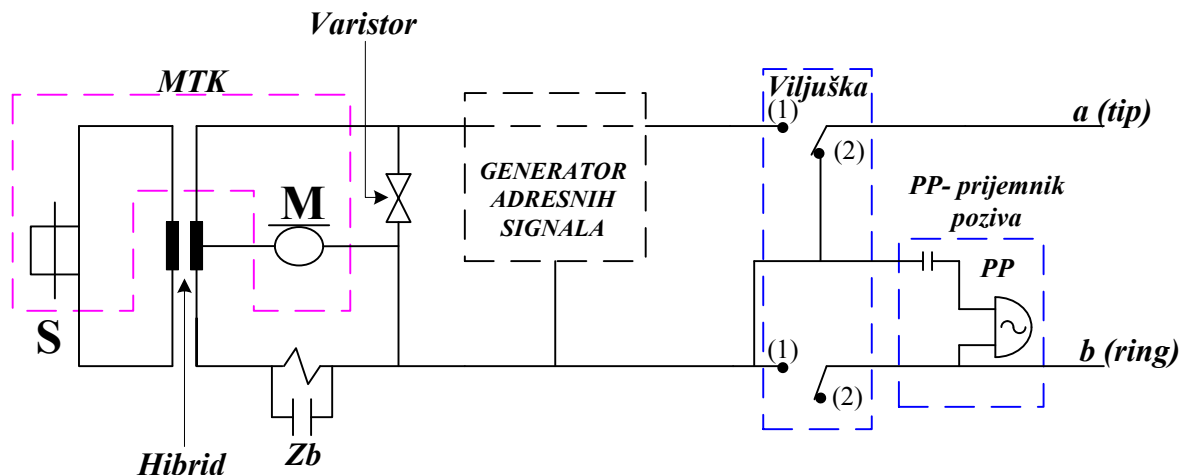 Varistor
MTK
Viljuška
(1)
a (tip)
(2)
GENERATOR
ADRESNIH
SIGNALA
PP- prijemnik
poziva
M
PP
S
(1)
b (ring)
(2)
Zb
Hibrid